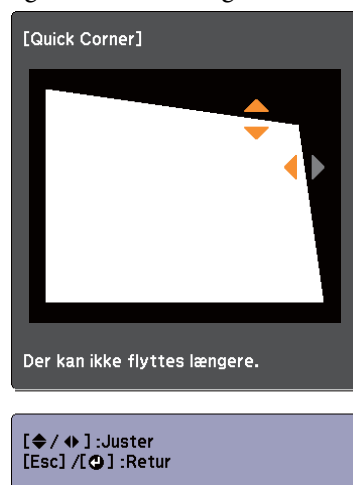 [Quick Corner]
Der kan ikke flyttes længere.
[◆/◆]:Juster
[Esc] /[⏎] :Retur